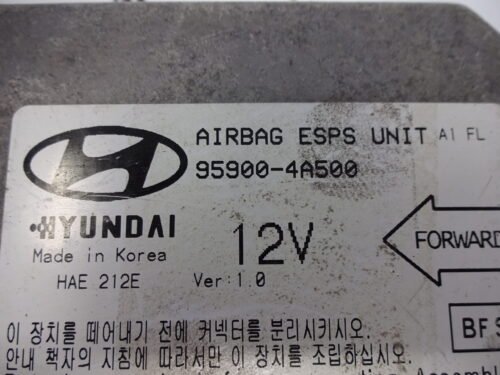 AIRBAG ESPS UNIT A1 FL
95900-4A500
HYUNDAI
12V
FORWARD
Made in Korea
HAE 212E
Ver:1.0
BFS
이 장치를 떼어내기 전에 커넥터를 분리시키시오.
안내 책자의 지침에 따라서만 이 장치를 조립하십시오.